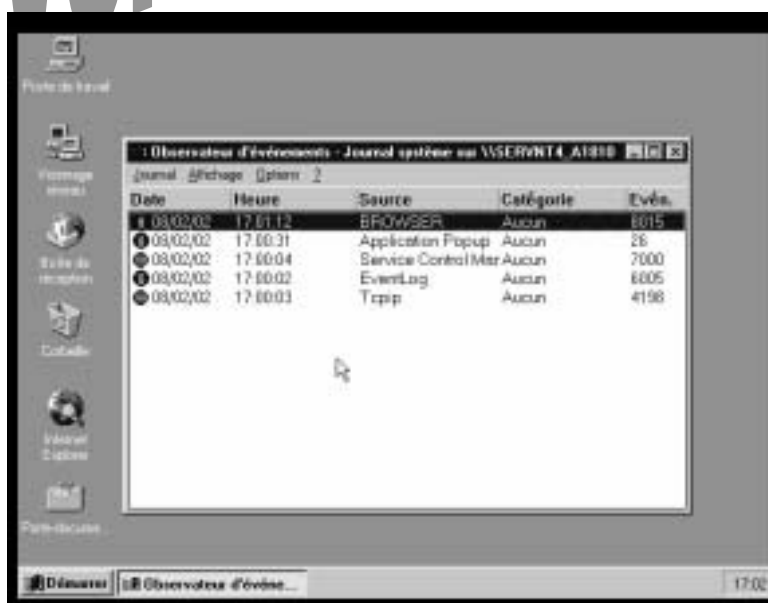 Poste de travail
Voisinage
réseau
Boîte de
réception
Corbeille
Internet
Explorer
Porte-docume...
: Observateur d'événements - Journal système sur \\SERVNT4_A1810
Journal Affichage Options ?
Date Heure Source Catégorie Evén.
08/02/02 17:01:12 BROWSER Aucun 8015
08/02/02 17:00:31 Application Popup Aucun 26
08/02/02 17:00:04 Service Control Mar Aucun 7000
08/02/02 17:00:02 EventLog Aucun 6005
08/02/02 17:00:03 Tcpip Aucun 4198
Démarrer Observateur d'événe... 17:02